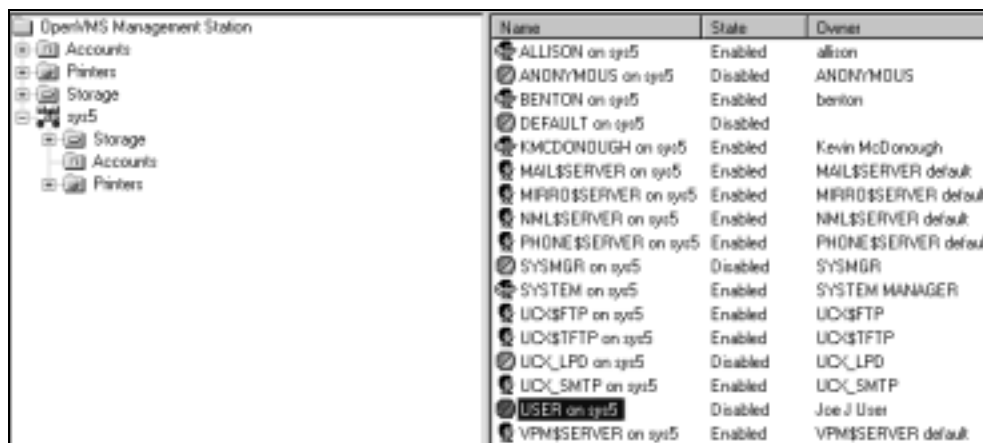 OpenVMS Management Station
Accounts
Printers
Storage
sys5
Storage
Accounts
Printers
Name State Owner
ALLISON on sys5 Enabled allison
ANONYMOUS on sys5 Disabled ANONYMOUS
BENTON on sys5 Enabled benton
DEFAULT on sys5 Disabled
KMCDONOUGH on sys5 Enabled Kevin McDonough
MAIL$SERVER on sys5 Enabled MAIL$SERVER default
MIRRO$SERVER on sys5 Enabled MIRRO$SERVER defaul
NML$SERVER on sys5 Enabled NML$SERVER default
PHONE$SERVER on sys5 Enabled PHONE$SERVER defaul
SYSMGR on sys5 Disabled SYSMGR
SYSTEM on sys5 Enabled SYSTEM MANAGER
UCX$FTP on sys5 Enabled UCX$FTP
UCX$TFTP on sys5 Enabled UCX$TFTP
UCX_LPD on sys5 Disabled UCX_LPD
UCX_SMTP on sys5 Enabled UCX_SMTP
USER on sys5 Disabled Joe J User
VPM$SERVER on sys5 Enabled VPM$SERVER default